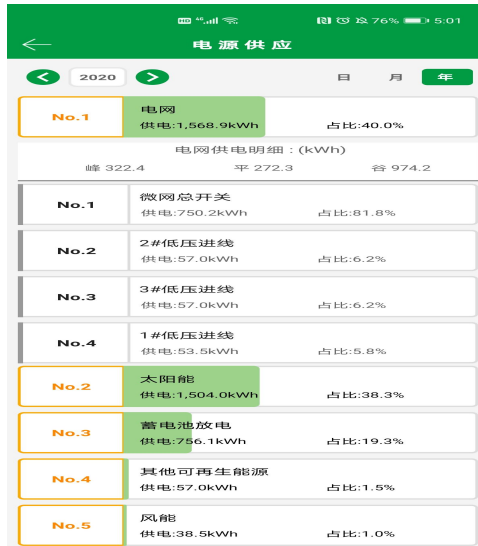 HD 4G 76% 5:01
电源供应
2020 日 月 年
No.1 电网
供电:1,568.9kWh 占比:40.0%
电网供电明细：(kWh)
峰 322.4 平 272.3 谷 974.2
No.1 微网总开关
供电:750.2kWh 占比:81.8%
No.2 2#低压进线
供电:57.0kWh 占比:6.2%
No.3 3#低压进线
供电:57.0kWh 占比:6.2%
No.4 1#低压进线
供电:53.5kWh 占比:5.8%
No.2 太阳能
供电:1,504.0kWh 占比:38.3%
No.3 蓄电池放电
供电:756.1kWh 占比:19.3%
No.4 其他可再生能源
供电:57.0kWh 占比:1.5%
No.5 风能
供电:38.5kWh 占比:1.0%